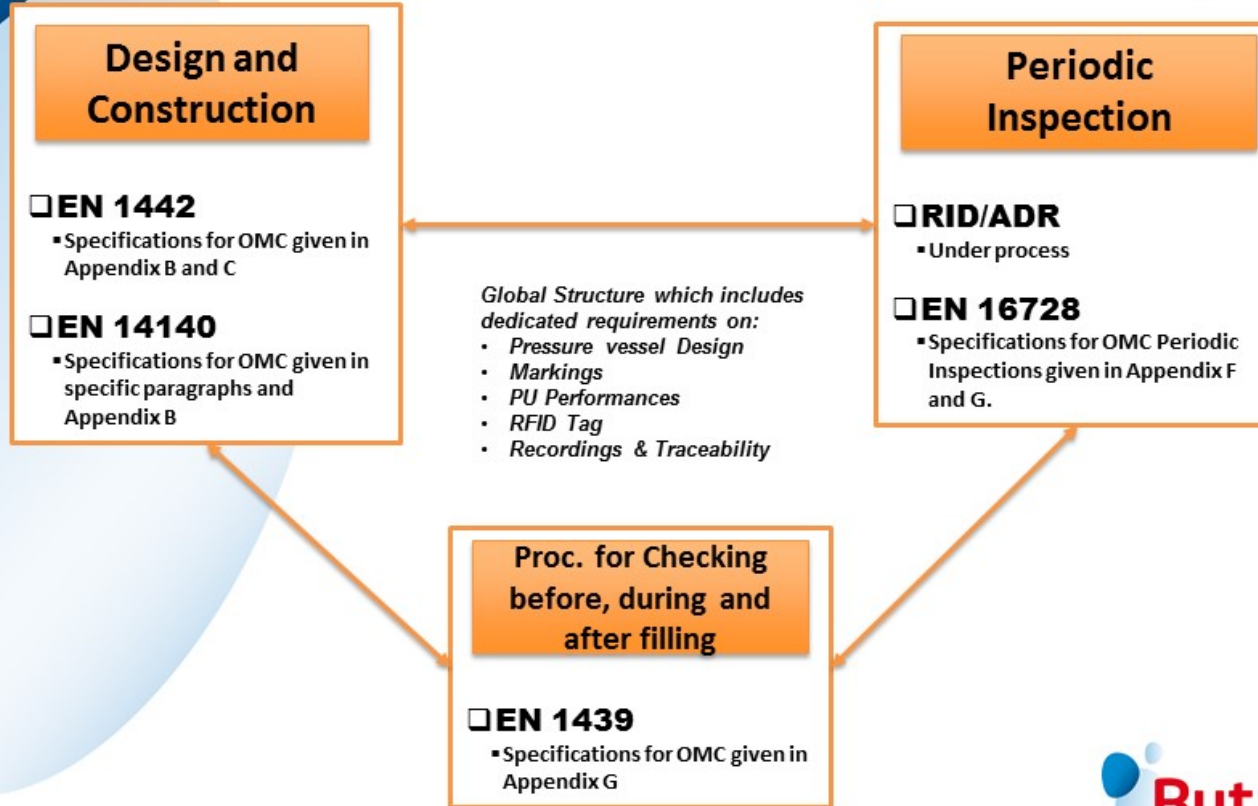 Design and
Construction
❑EN 1442
▪Specifications for OMC given in
Appendix B and C
❑EN 14140
▪Specifications for OMC given in
specific paragraphs and
Appendix B
Periodic
Inspection
❑RID/ADR
▪Under process
❑EN 16728
▪Specifications for OMC Periodic
Inspections given in Appendix F
and G.
Global Structure which includes
dedicated requirements on:
• Pressure vessel Design
• Markings
• PU Performances
• RFID Tag
• Recordings & Traceability
Proc. for Checking
before, during and
after filling
❑EN 1439
▪Specifications for OMC given in
Appendix G